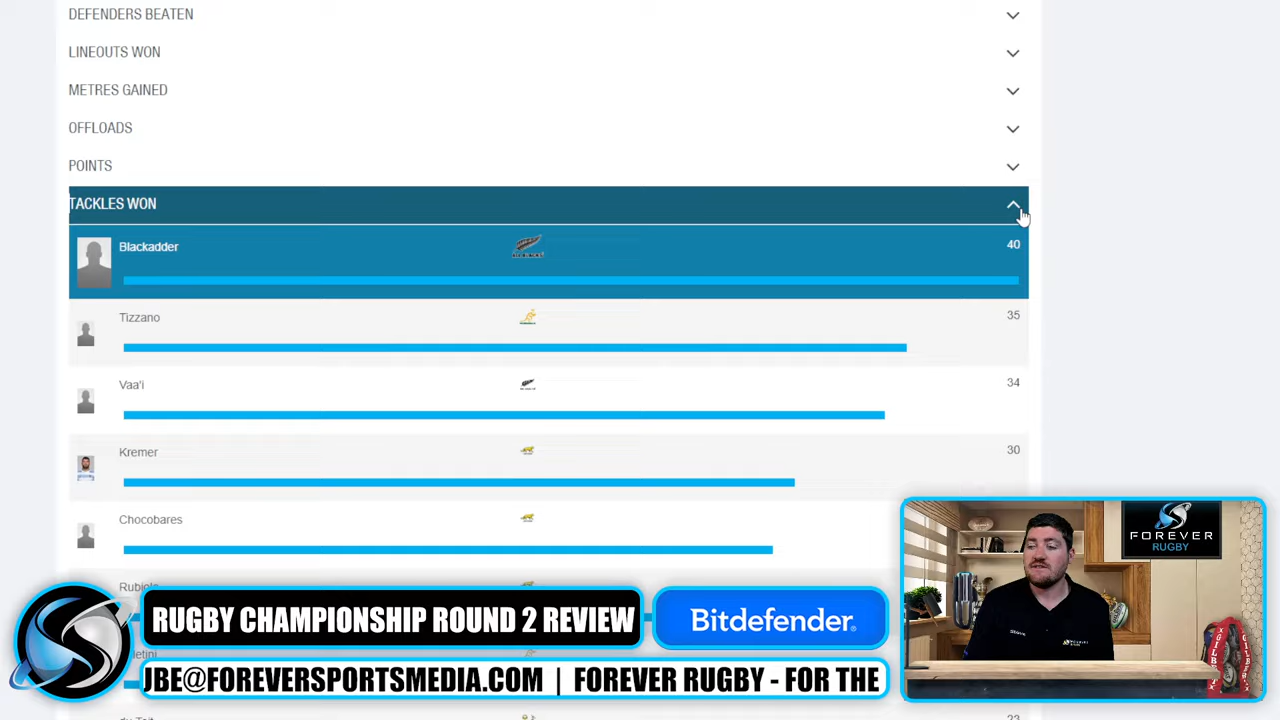 DEFENDERS BEATEN
LINEOUTS WON
METRES GAINED
OFFLOADS
POINTS
TACKLES WON
Blackadder 40
Tizzano 35
Vaa'i 34
Kremer 30
Chocobares
FOREVER
RUGBY
RUGBY CHAMPIONSHIP ROUND 2 REVIEW
Bitdefender
JBE@FOREVERSPORTSMEDIA.COM | FOREVER RUGBY - FOR THE
23